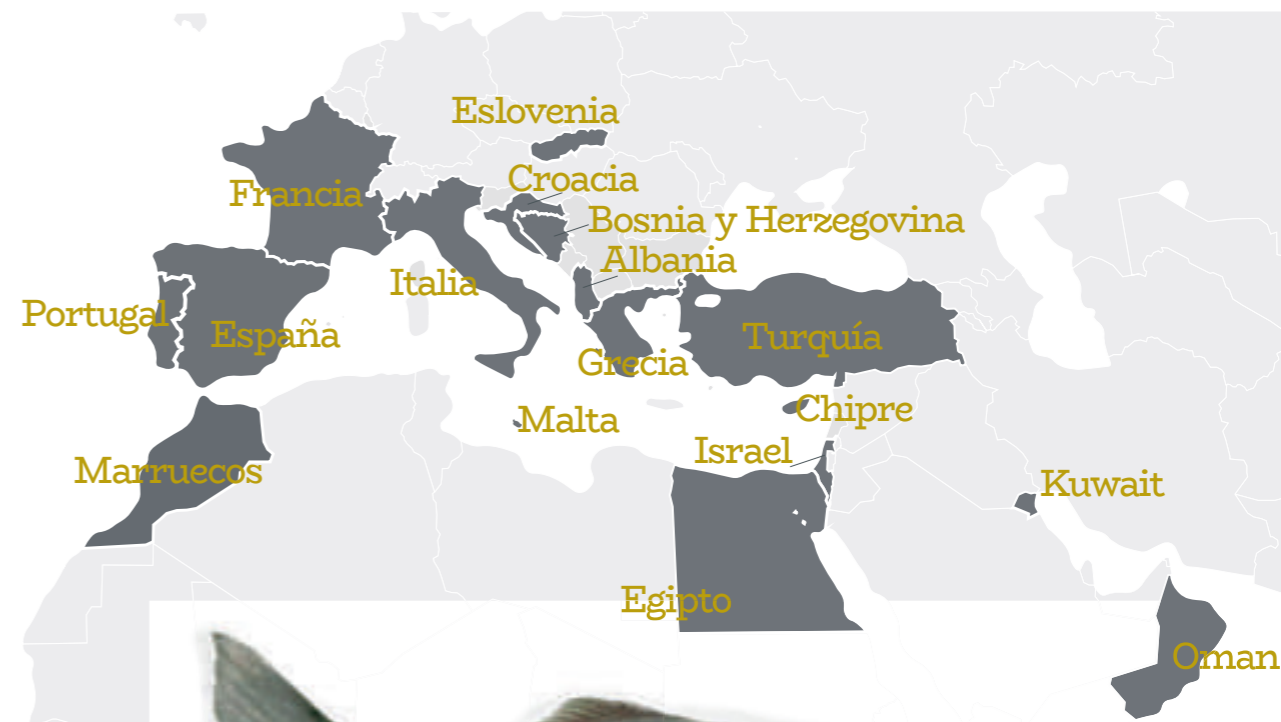 Eslovenia
Croacia
Francia
Bosnia y Herzegovina
Albania
Italia
Portugal
España
Turquía
Grecia
Chipre
Malta
Israel
Marruecos
Kuwait
Egipto
Oman